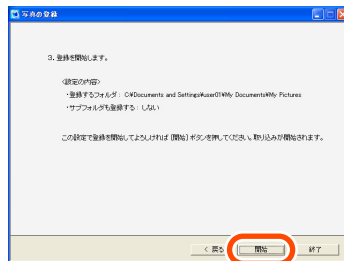 写真の登録
3. 登録を開始します。
<設定の内容>
・登録するフォルダ : C:¥Documents and Settings¥user01¥My Documents¥My Pictures
・サブフォルダも登録する : しない
この設定で登録を開始してよろしければ [開始] ボタンを押してください。取り込みが開始されます。
< 戻る
開始
終了